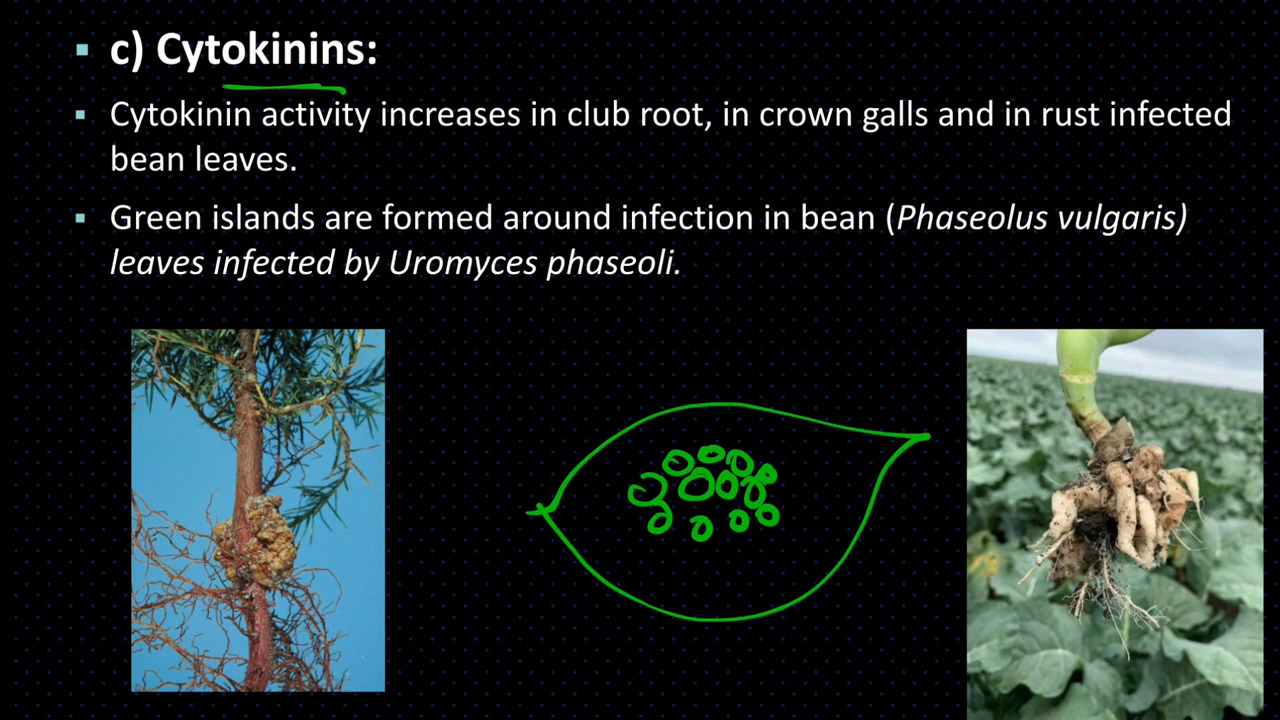 c) Cytokinins:
Cytokinin activity increases in club root, in crown galls and in rust infected
bean leaves.
Green islands are formed around infection in bean (Phaseolus vulgaris)
leaves infected by Uromyces phaseoli.